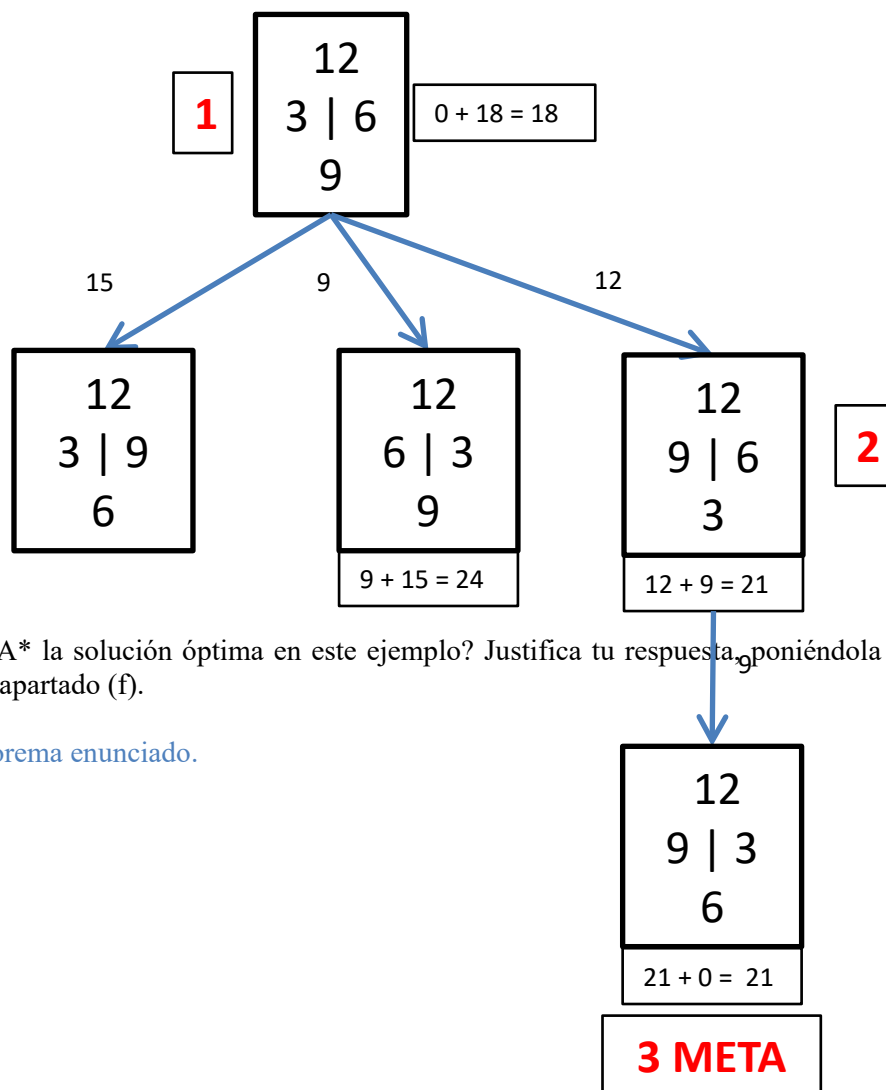 12
1
3 | 6
0 + 18 = 18
9
15
9
12
12
3 | 9
6
12
6 | 3
9
12
9 | 6
3
2
9 + 15 = 24
12 + 9 = 21
A* la solución óptima en este ejemplo? Justifica tu respuesta, poniéndola
9
apartado (f).
orema enunciado.
12
9 | 3
6
21 + 0 = 21
3 META